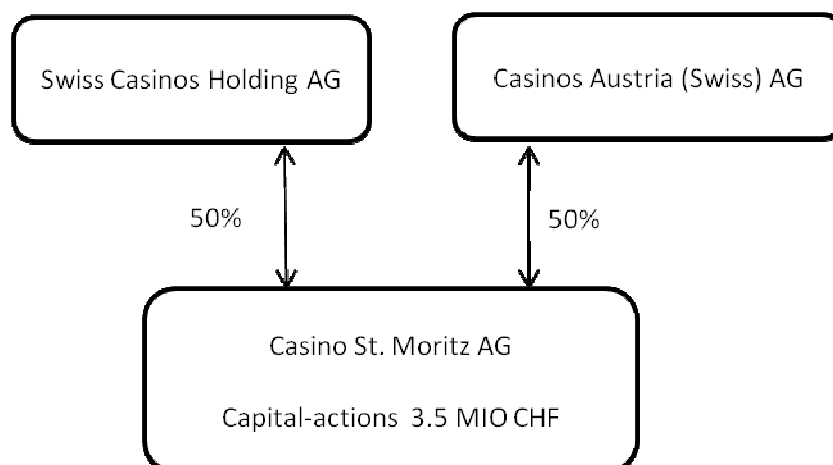 Swiss Casinos Holding AG
Casinos Austria (Swiss) AG
50%
50%
Casino St. Moritz AG
Capital-actions 3.5 MIO CHF